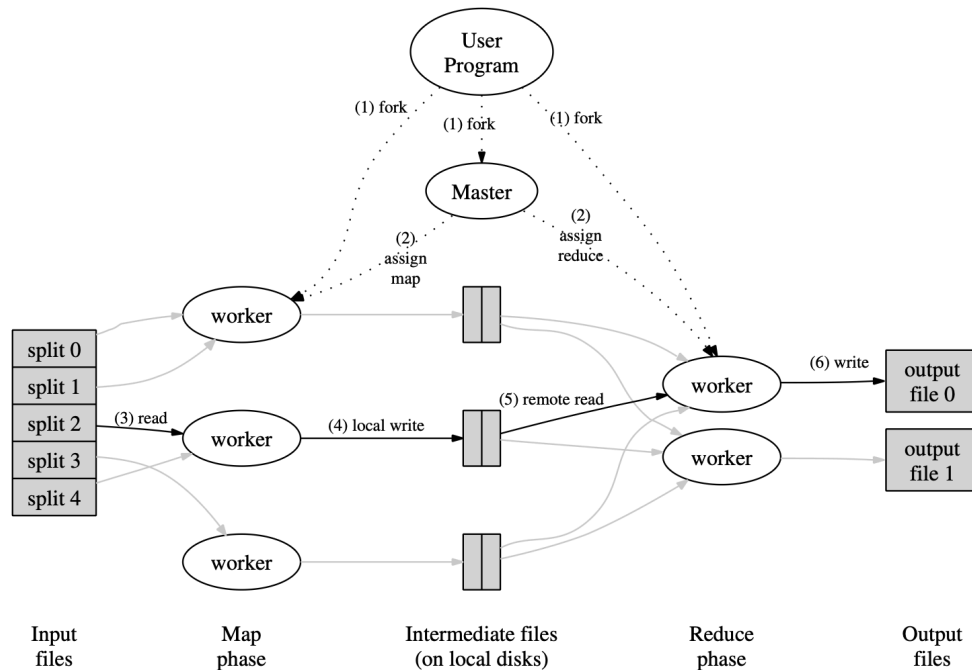 User
Program
(1) fork
(1) fork
(1) fork
Master
(2)
assign
map
(2)
assign
reduce
worker
split 0
split 1
split 2
split 3
split 4
(3) read
worker
(4) local write
(5) remote read
worker
(6) write
output
file 0
worker
output
file 1
worker
Input
files
Map
phase
Intermediate files
(on local disks)
Reduce
phase
Output
files